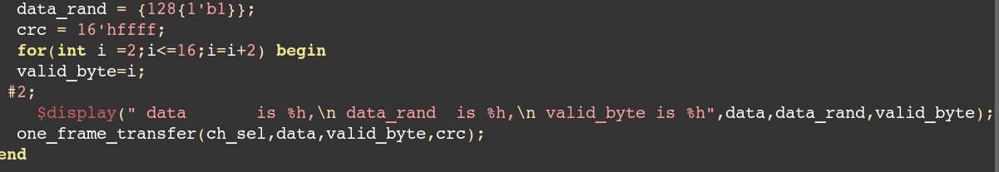 data_rand = {128{1'b1}};
crc = 16'hffff;
for(int i =2;i<=16;i=i+2) begin
valid_byte=i;
#2;
$display(" data       is %h,\n data_rand  is %h,\n valid_byte is %h",data,data_rand,valid_byte);
one_frame_transfer(ch_sel,data,valid_byte,crc);
end